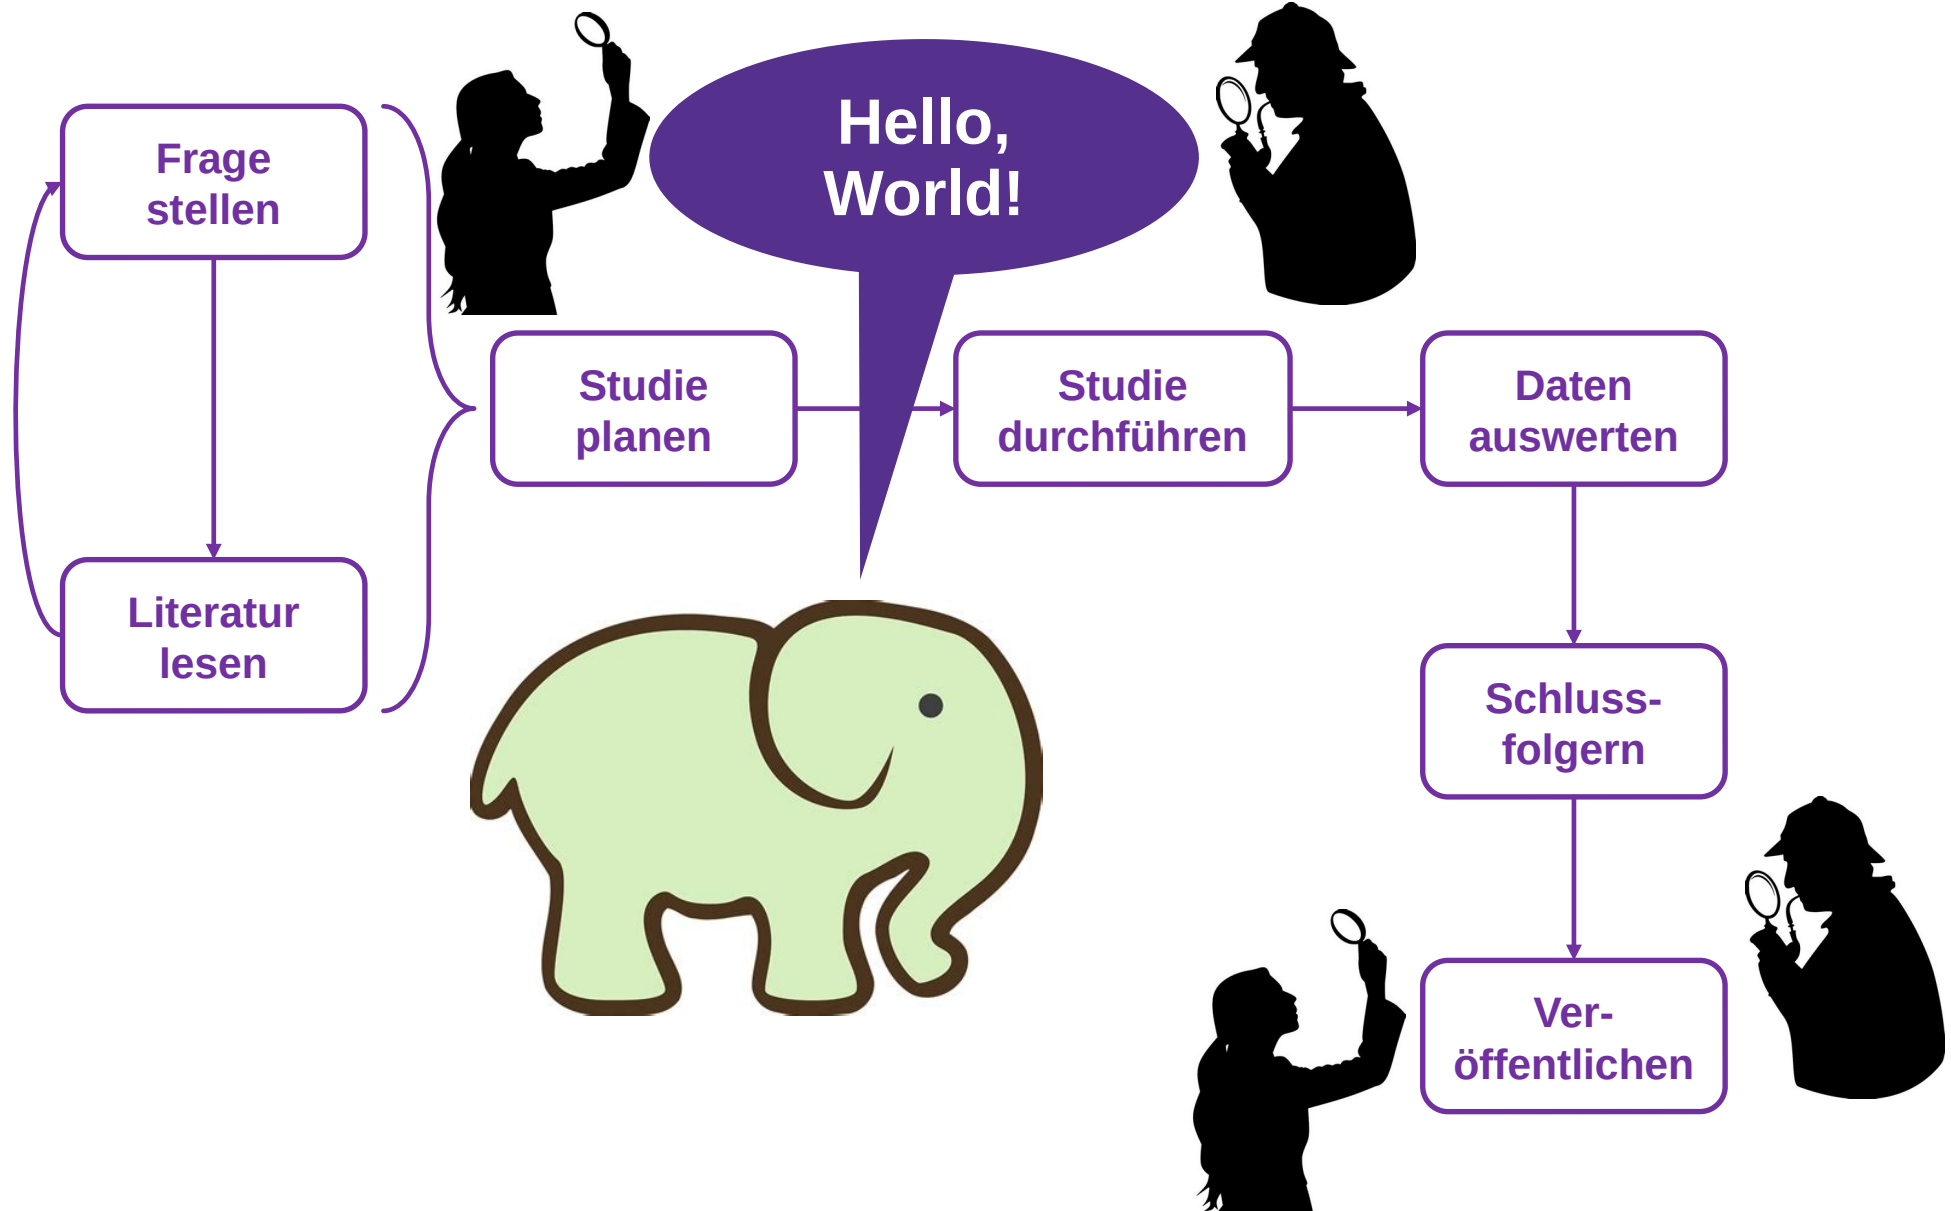 Hello,
World!
Frage
stellen
Literatur
lesen
Studie
planen
Studie
durchführen
Daten
auswerten
Schluss-
folgern
Ver-
öffentlichen